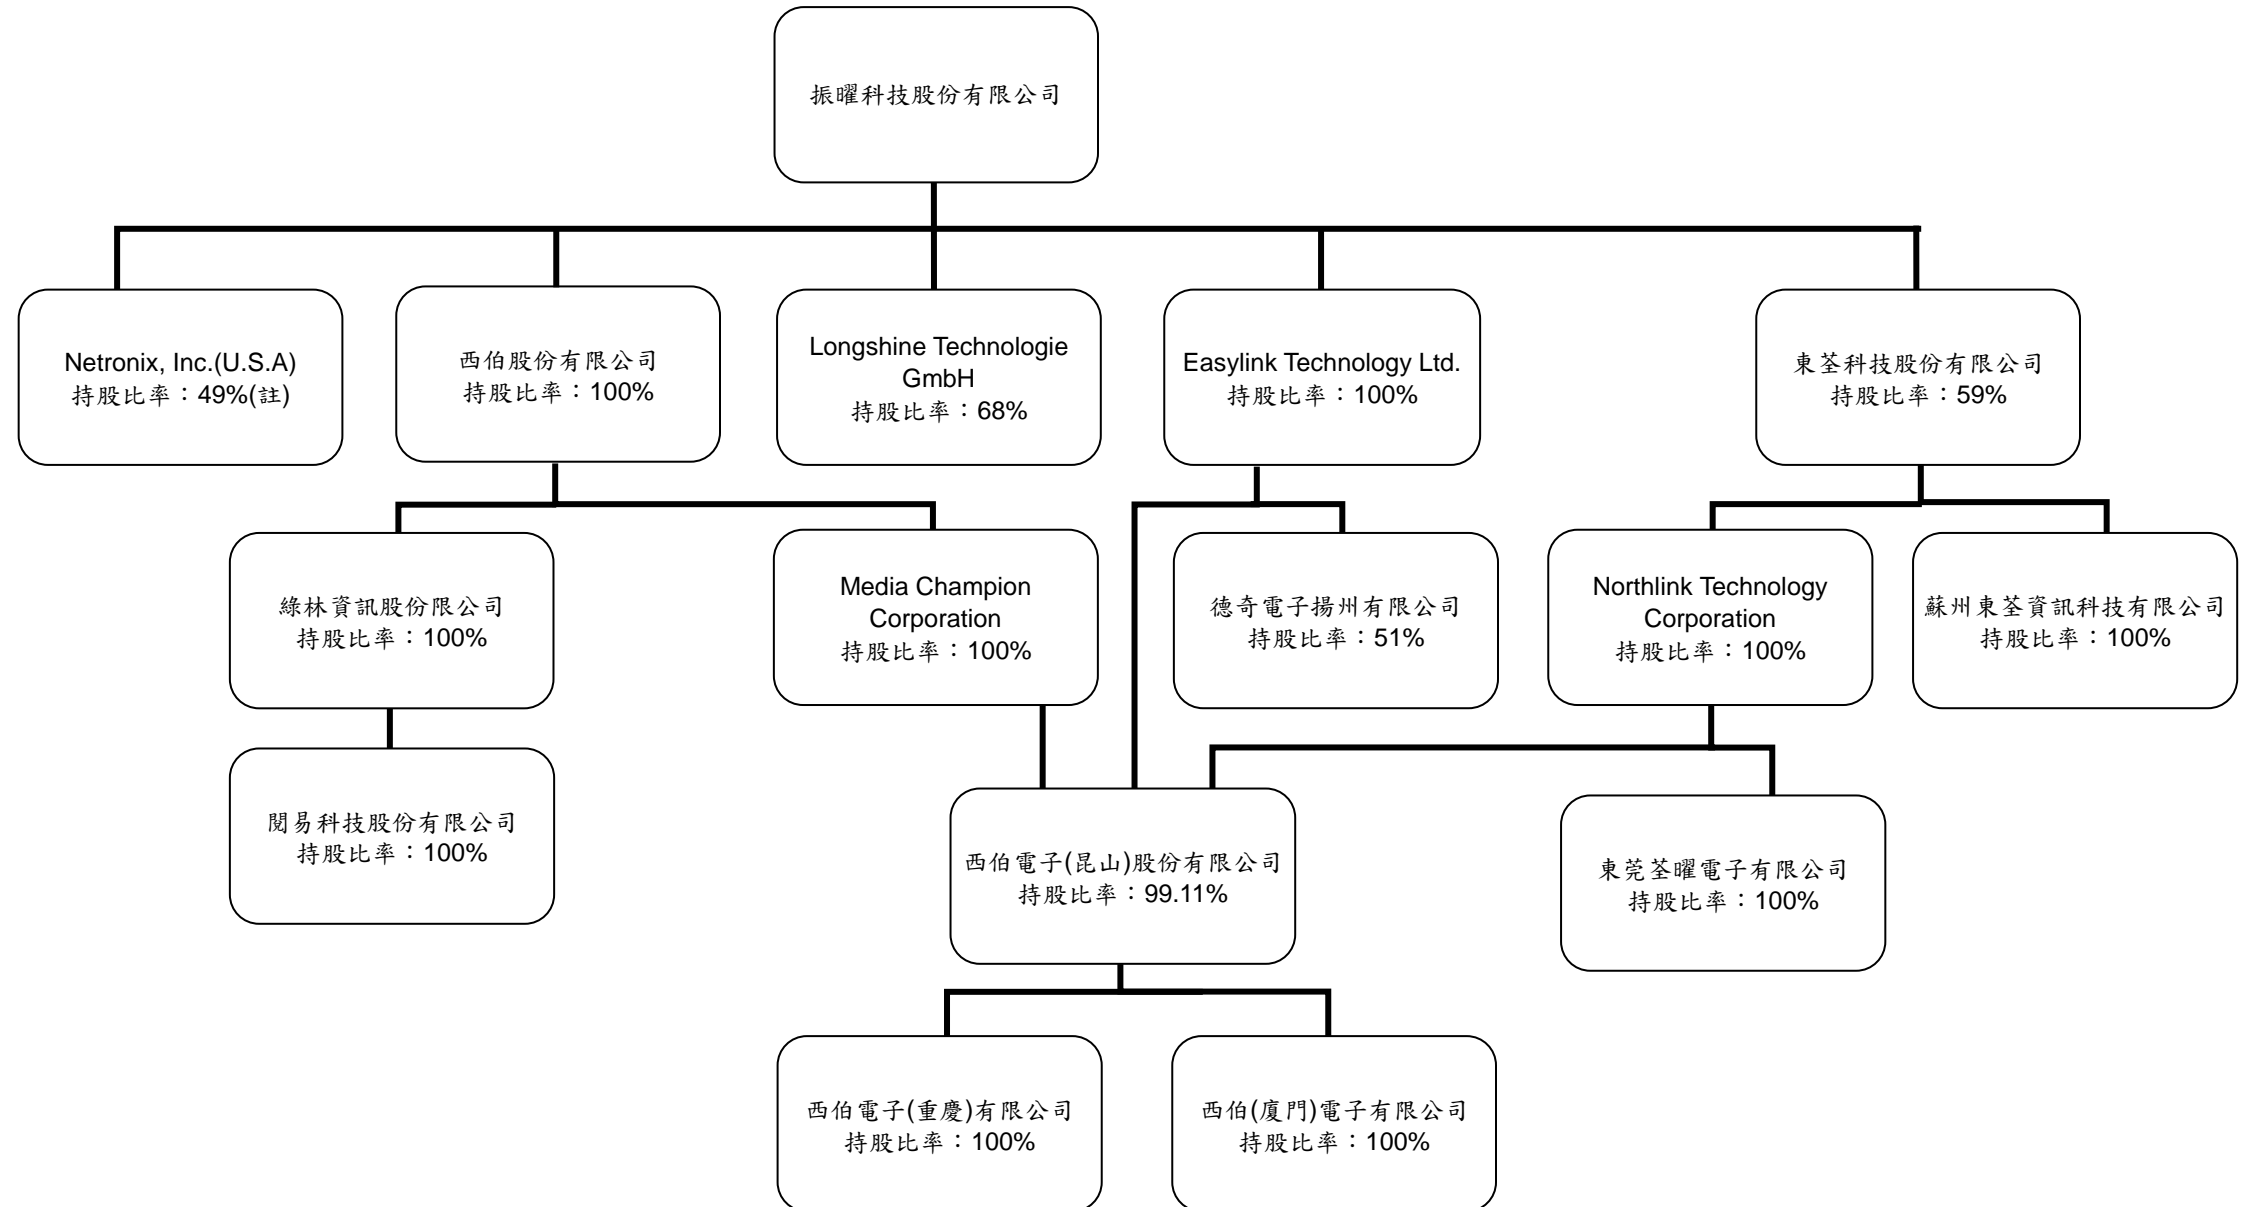 振曜科技股份有限公司
Netronix, Inc.(U.S.A)
持股比率：49%(註)
西伯股份有限公司
持股比率：100%
Longshine Technologie
GmbH
持股比率：68%
Easylink Technology Ltd.
持股比率：100%
東荃科技股份有限公司
持股比率：59%
綠林資訊股份限公司
持股比率：100%
Media Champion
Corporation
持股比率：100%
德奇電子揚州有限公司
持股比率：51%
Northlink Technology
Corporation
持股比率：100%
蘇州東荃資訊科技有限公司
持股比率：100%
閱易科技股份有限公司
持股比率：100%
西伯電子(昆山)股份有限公司
持股比率：99.11%
東莞荃曜電子有限公司
持股比率：100%
西伯電子(重慶)有限公司
持股比率：100%
西伯(廈門)電子有限公司
持股比率：100%